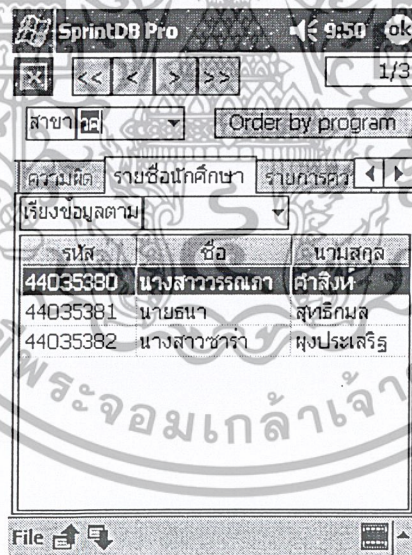 SprintDB Pro 9:50 ok
<< < > >> 1/3
สาขา วค Order by program
ความผิด รายชื่อนักศึกษา รายการคว
เรียงข้อมูลตาม
รหัส ชื่อ นามสกุล
44035380 นางสาววรรณภา คำสิงห์
44035381 นายธนา สุทธิกมล
44035382 นางสาวซาร่า ผุงประเสริฐ
พระจอมเกล้าเจ้า
File